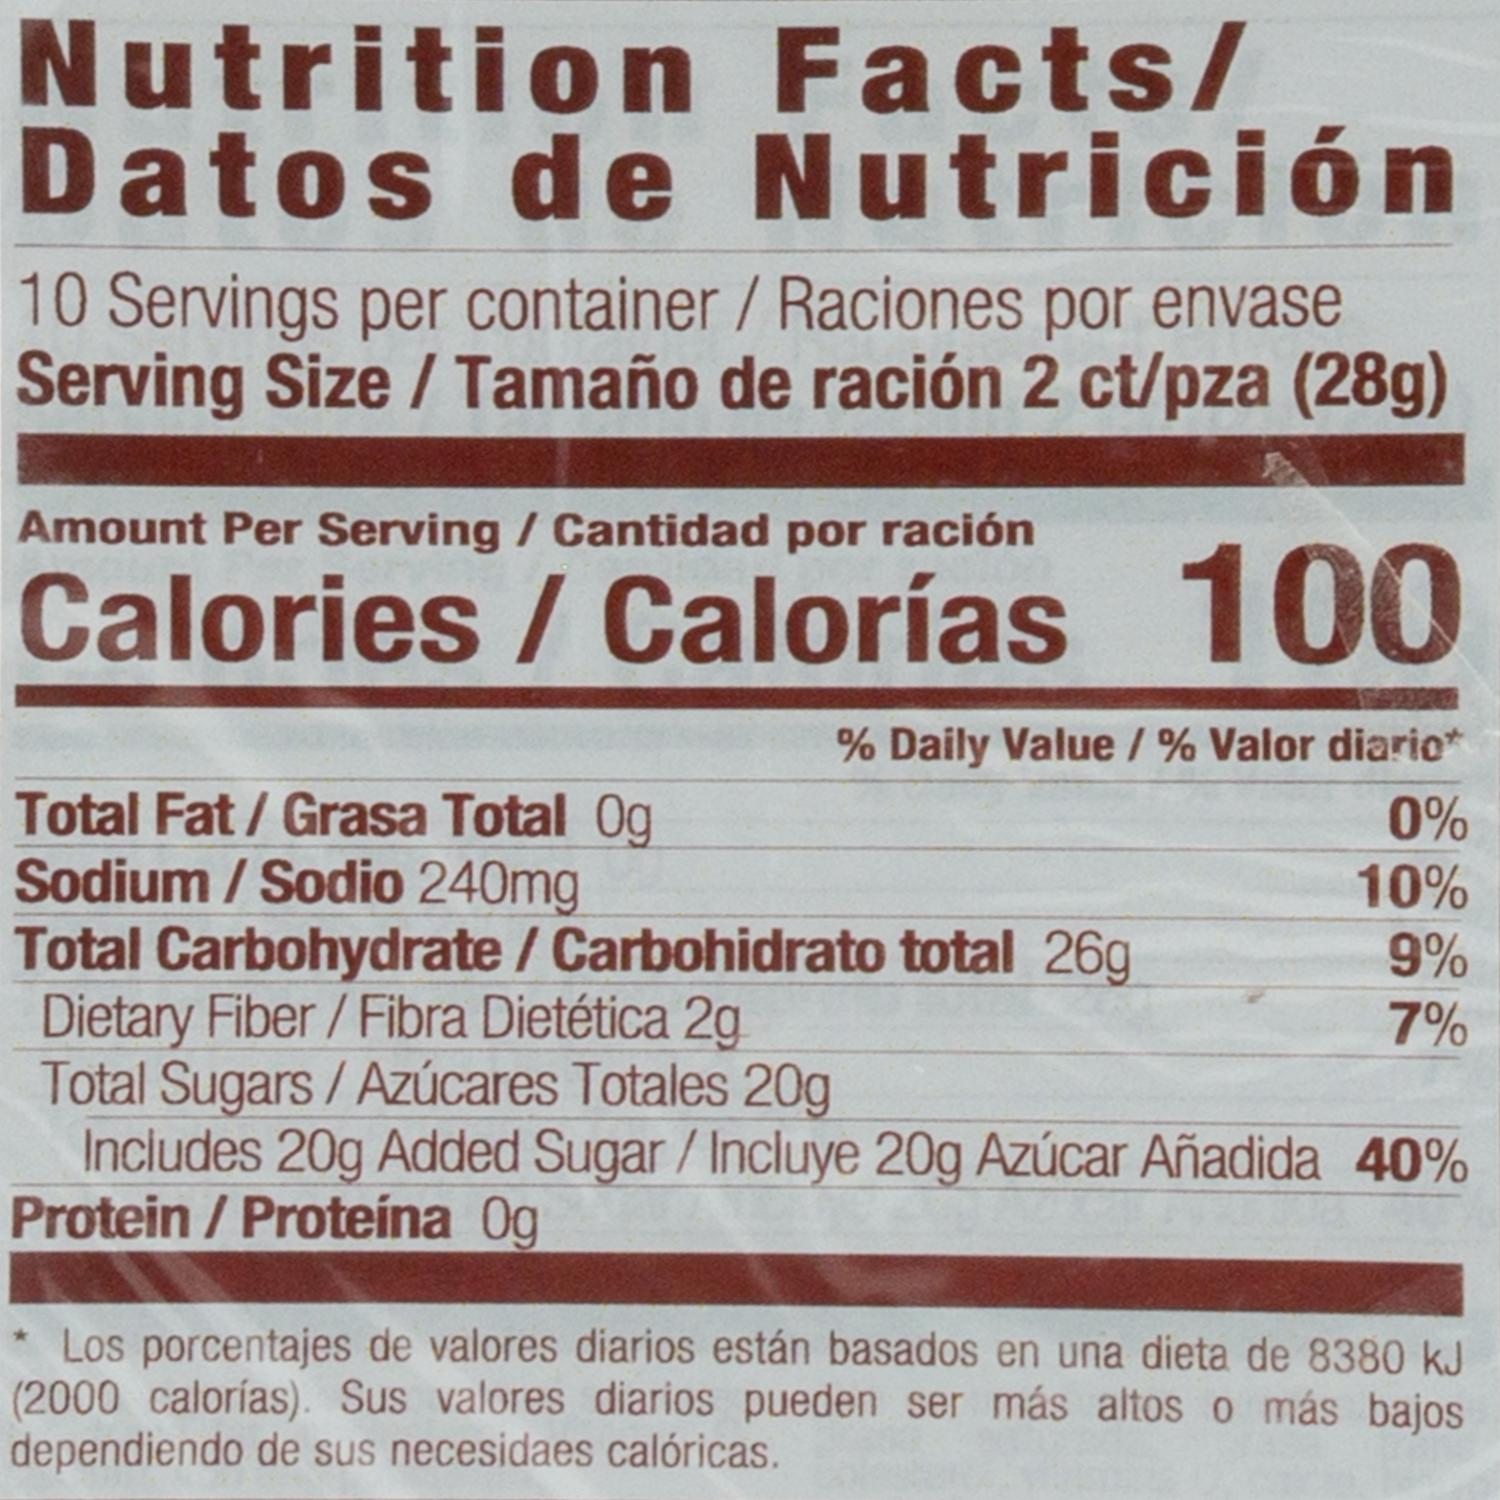 Nutrition Facts/
Datos de Nutrición
10 Servings per container / Raciones por envase
Serving Size / Tamaño de ración 2 ct/pza (28g)
Amount Per Serving / Cantidad por ración
Calories / Calorías 100
% Daily Value / % Valor diario*
Total Fat / Grasa Total 0g 0%
Sodium / Sodio 240mg 10%
Total Carbohydrate / Carbohidrato total 26g 9%
Dietary Fiber / Fibra Dietética 2g 7%
Total Sugars / Azúcares Totales 20g
Includes 20g Added Sugar / Incluye 20g Azúcar Añadida 40%
Protein / Proteína 0g
* Los porcentajes de valores diarios están basados en una dieta de 8380 kJ
(2000 calorías). Sus valores diarios pueden ser más altos o más bajos
dependiendo de sus necesidaes calóricas.